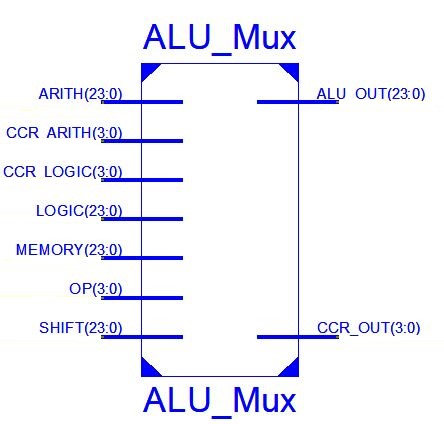 ALU_Mux
ARITH(23:0)
ALU_OUT(23:0)
CCR_ARITH(3:0)
CCR_LOGIC(3:0)
LOGIC(23:0)
MEMORY(23:0)
OP(3:0)
SHIFT(23:0)
CCR_OUT(3:0)
ALU_Mux